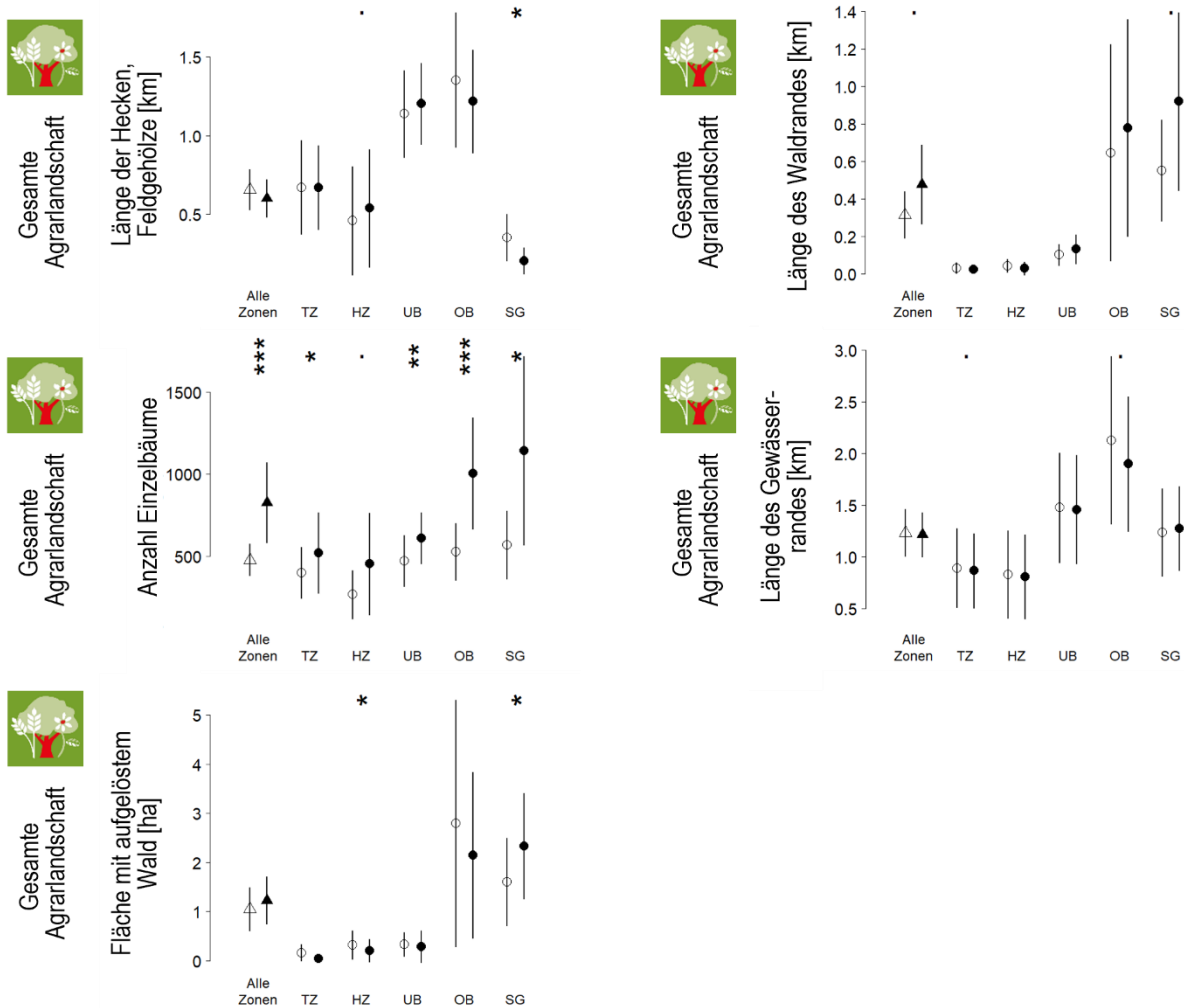 Gesamte
Agrarlandschaft
Länge der Hecken,
Feldgehölze [km]
. *
1.5
1.0
0.5
Alle
Zonen TZ HZ UB OB SG
Gesamte
Agrarlandschaft
Länge des Waldrandes [km]
. .
1.4
1.2
1.0
0.8
0.6
0.4
0.2
0.0
Alle
Zonen TZ HZ UB OB SG
Gesamte
Agrarlandschaft
Anzahl Einzelbäume
*** * . ** *** *
1500
1000
500
Alle
Zonen TZ HZ UB OB SG
Gesamte
Agrarlandschaft
Länge des Gewässer-
randes [km]
. .
3.0
2.5
2.0
1.5
1.0
0.5
Alle
Zonen TZ HZ UB OB SG
Gesamte
Agrarlandschaft
Fläche mit aufgelöstem
Wald [ha]
* *
5
4
3
2
1
0
Alle
Zonen TZ HZ UB OB SG